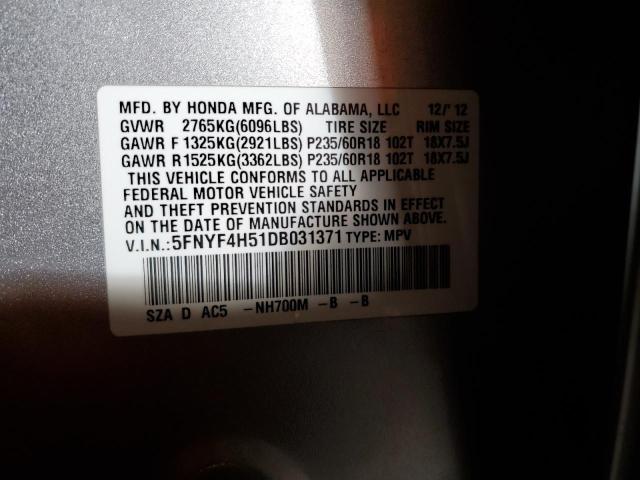 MFD. BY HONDA MFG. OF ALABAMA, LLC 12/'12
GVWR 2765KG(6096LBS) TIRE SIZE RIM SIZE
GAWR F 1325KG(2921LBS) P235/60R18 102T 18X7.5J
GAWR R1525KG(3362LBS) P235/60R18 102T 18X7.5J
THIS VEHICLE CONFORMS TO ALL APPLICABLE
FEDERAL MOTOR VEHICLE SAFETY
AND THEFT PROVENTION STANDARDS IN EFFECT
ON THE DATE OF MANUFACTURE SHOWN ABOVE.
V.I.N.:5FNYF4H51DB031371 TYPE: MPV
SZA D AC5 -NH700M -B -B